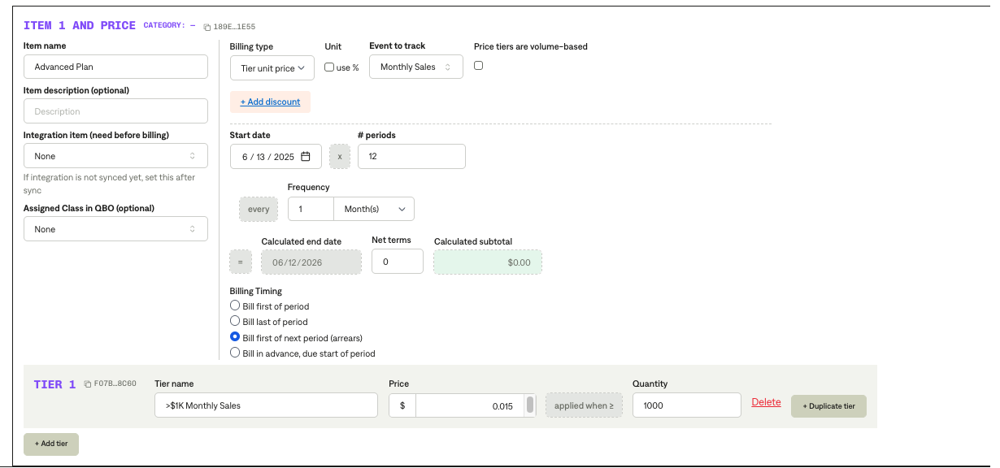 ITEM 1 AND PRICE CATEGORY: – 189E…1E55
Item name
Advanced Plan
Item description (optional)
Description
Integration item (need before billing)
None
If integration is not synced yet, set this after
sync
Assigned Class in QBO (optional)
None
Billing type Unit Event to track Price tiers are volume-based
Tier unit price use % Monthly Sales
+ Add discount
Start date # periods
6 / 13 / 2025 x 12
Frequency
every 1 Month(s)
Calculated end date Net terms Calculated subtotal
= 06/12/2026 0 $0.00
Billing Timing
Bill first of period
Bill last of period
Bill first of next period (arrears)
Bill in advance, due start of period
TIER 1 F07B…8C60 Tier name Price Quantity
>$1K Monthly Sales $ 0.015 applied when ≥ 1000 Delete + Duplicate tier
+ Add tier